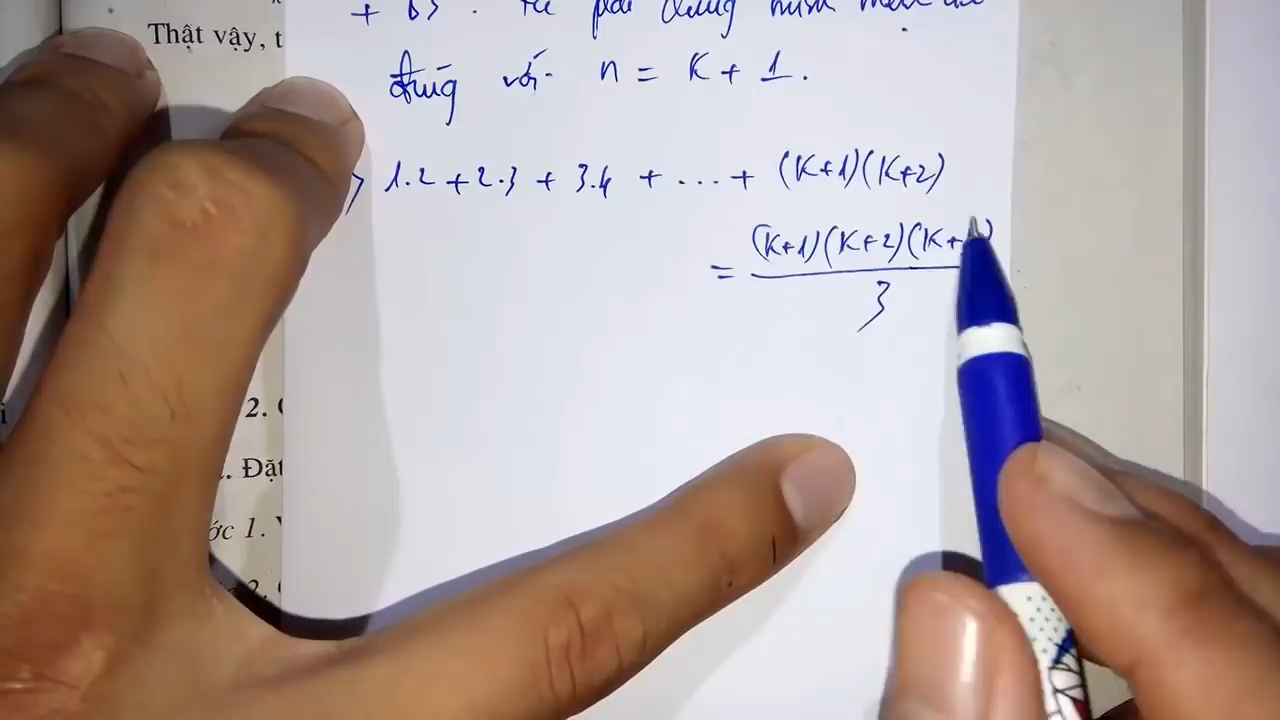 Thật vậy, t
đúng với n = K + 1.
1.2 + 2.3 + 3.4 + ... + (K+1)(K+2)
= (K+1)(K+2)(K+
3
2.
. Đặt
ớc 1.